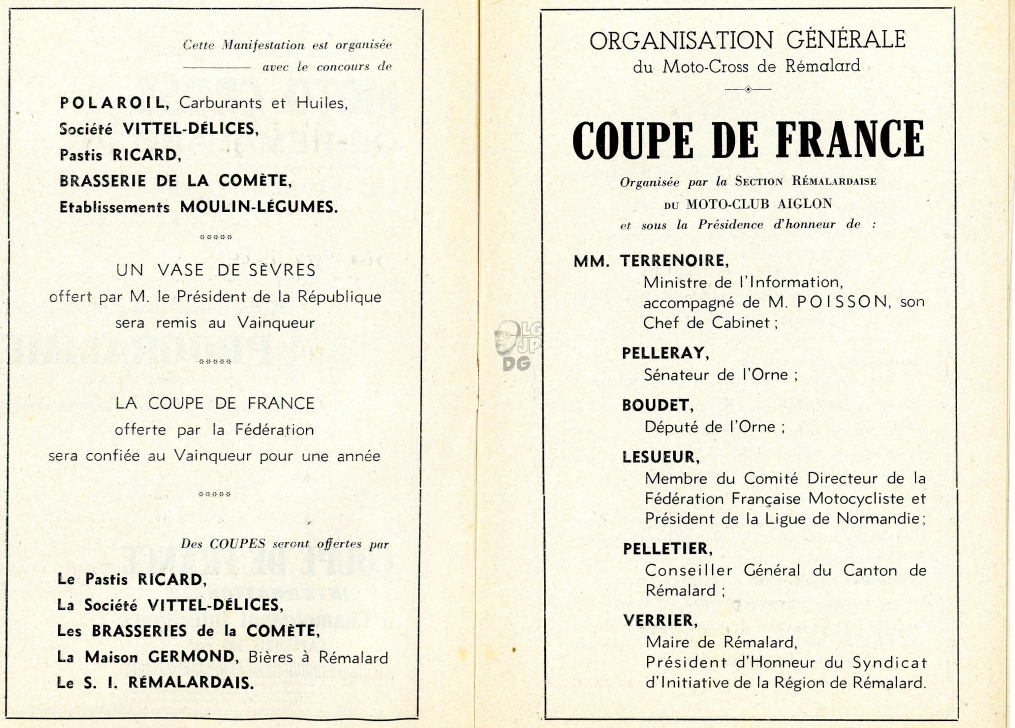 Cette Manifestation est organisée
avec le concours de
POLAROIL, Carburants et Huiles,
Société VITTEL-DÉLICES,
Pastis RICARD,
BRASSERIE DE LA COMÈTE,
Etablissements MOULIN-LÉGUMES.
*****
UN VASE DE SÈVRES
offert par M. le Président de la République
sera remis au Vainqueur
*****
LA COUPE DE FRANCE
offerte par la Fédération
sera confiée au Vainqueur pour une année
*****
Des COUPES seront offertes par
Le Pastis RICARD,
La Société VITTEL-DÉLICES,
Les BRASSERIES de la COMÈTE,
La Maison GERMOND, Bières à Rémalard
Le S. I. RÉMALARDAIS.
LG
JP
DG
ORGANISATION GÉNÉRALE
du Moto-Cross de Rémalard
COUPE DE FRANCE
Organisée par la SECTION RÉMALARDAISE
DU MOTO-CLUB AIGLON
et sous la Présidence d'honneur de :
MM. TERRENOIRE,
Ministre de l'Information,
accompagné de M. POISSON, son
Chef de Cabinet ;
PELLERAY,
Sénateur de l'Orne ;
BOUDET,
Député de l'Orne ;
LESUEUR,
Membre du Comité Directeur de la
Fédération Française Motocycliste et
Président de la Ligue de Normandie ;
PELLETIER,
Conseiller Général du Canton de
Rémalard ;
VERRIER,
Maire de Rémalard,
Président d'Honneur du Syndicat
d'Initiative de la Région de Rémalard.